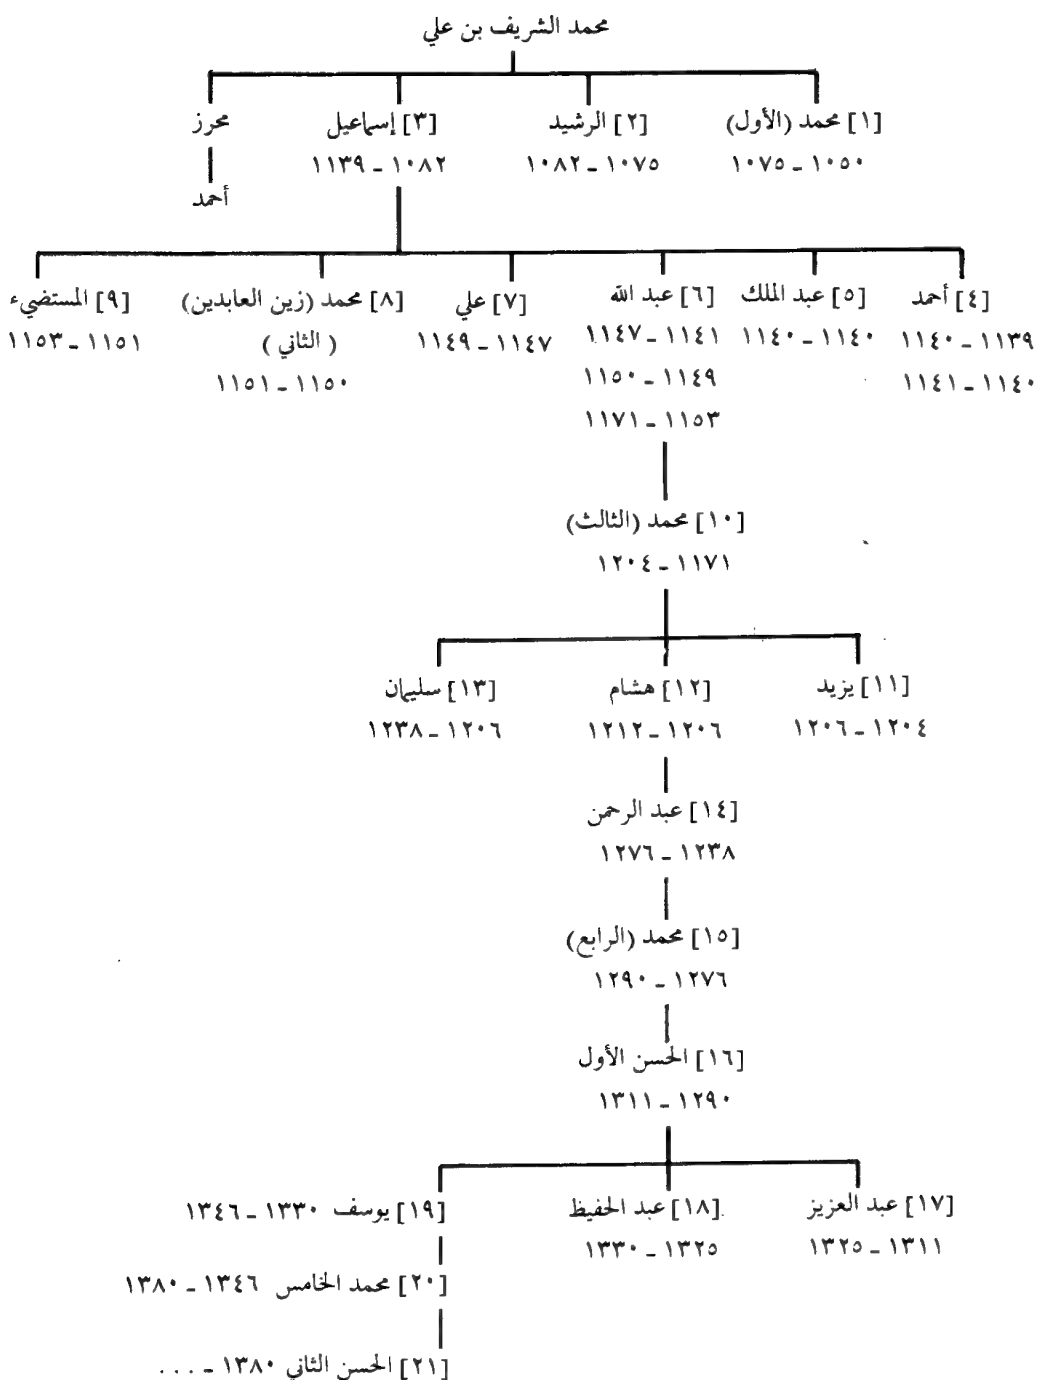 محمد الشريف بن علي
[١] محمد (الأول) [٢] الرشيد [٣] إسماعيل محرز
١٠٥٠ - ١٠٧٥ ١٠٧٥ - ١٠٨٢ ١٠٨٢ - ١١٣٩
أحمد
[٤] أحمد [٥] عبد الملك [٦] عبد الله [٧] علي [٨] محمد (زين العابدين) [٩] المستضيء
١١٣٩ - ١١٤٠ ١١٤٠ - ١١٤٠ ١١٤١ - ١١٤٧ ١١٤٧ - ١١٤٩ (الثاني) ١١٥١ - ١١٥٣
١١٤٠ - ١١٤١ ١١٤٩ - ١١٥٠ ١١٥٠ - ١١٥١
١١٥٣ - ١١٧١
[١٠] محمد (الثالث)
١١٧١ - ١٢٠٤
[١١] يزيد [١٢] هشام [١٣] سليمان
١٢٠٤ - ١٢٠٦ ١٢٠٦ - ١٢١٢ ١٢٠٦ - ١٢٣٨
[١٤] عبد الرحمن
١٢٣٨ - ١٢٧٦
[١٥] محمد (الرابع)
١٢٧٦ - ١٢٩٠
[١٦] الحسن الأول
١٢٩٠ - ١٣١١
[١٧] عبد العزيز [١٨] عبد الحفيظ [١٩] يوسف ١٣٣٠ - ١٣٤٦
١٣١١ - ١٣٢٥ ١٣٢٥ - ١٣٣٠
[٢٠] محمد الخامس ١٣٤٦ - ١٣٨٠
[٢١] الحسن الثاني ١٣٨٠ - ...